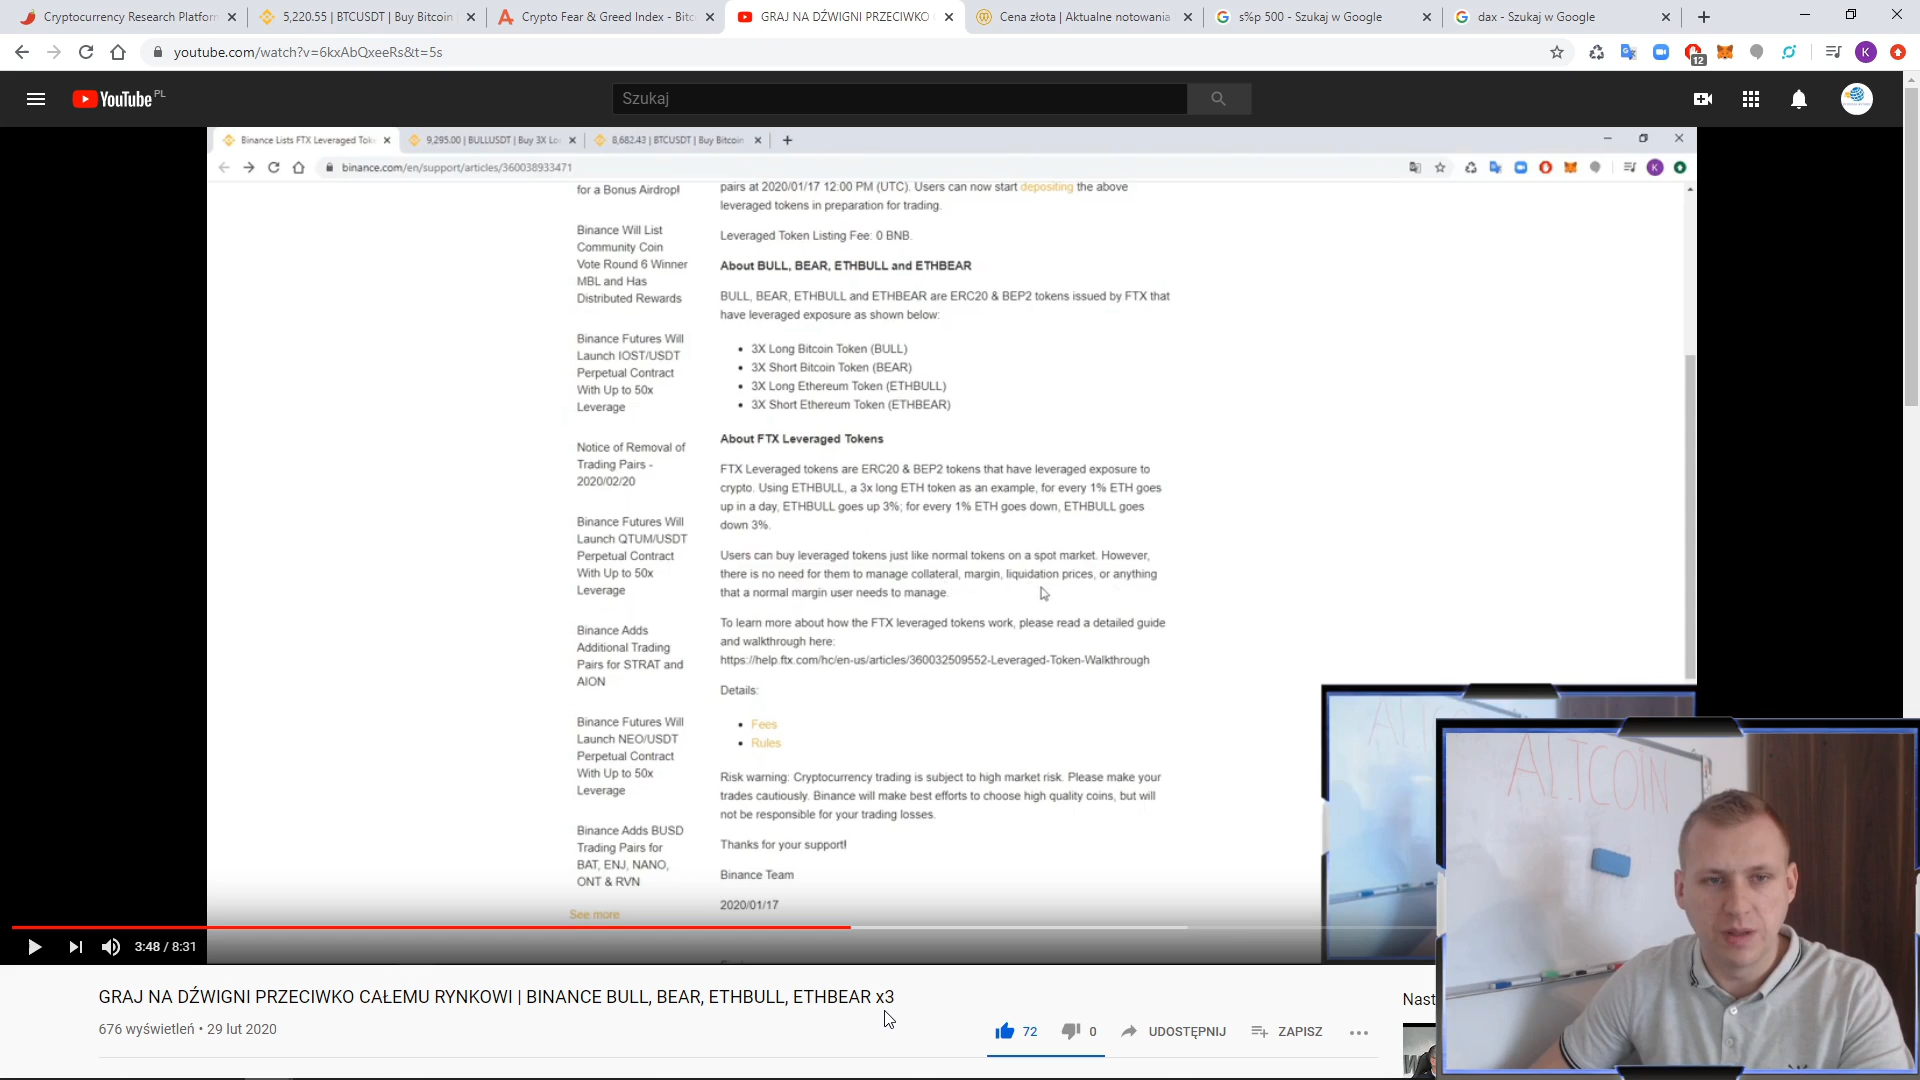 Cryptocurrency Research Platfor
5,220.55 | BTCUSDT | Buy Bitcoin
Crypto Fear & Greed Index - Bitc
GRAJ NA DŹWIGNI PRZECIWKO
Cena złota | Aktualne notowania
s%p 500 - Szukaj w Google
dax - Szukaj w Google
youtube.com/watch?v=6kxAbQxeeRs&t=5s
12
K
YouTube PL
Szukaj
Binance Lists FTX Leveraged Tok
9,295.00 | BULLUSDT | Buy 3X Lo
8,682.43 | BTCUSDT | Buy Bitcoin
binance.com/en/support/articles/360038933471
K
for a Bonus Airdrop!
Binance Will List
Community Coin
Vote Round 6 Winner
MBL and Has
Distributed Rewards
Binance Futures Will
Launch IOST/USDT
Perpetual Contract
With Up to 50x
Leverage
Notice of Removal of
Trading Pairs -
2020/02/20
Binance Futures Will
Launch QTUM/USDT
Perpetual Contract
With Up to 50x
Leverage
Binance Adds
Additional Trading
Pairs for STRAT and
AION
Binance Futures Will
Launch NEO/USDT
Perpetual Contract
With Up to 50x
Leverage
Binance Adds BUSD
Trading Pairs for
BAT, ENJ, NANO,
ONT & RVN
See more
pairs at 2020/01/17 12:00 PM (UTC). Users can now start depositing the above
leveraged tokens in preparation for trading.
Leveraged Token Listing Fee: 0 BNB.
About BULL, BEAR, ETHBULL and ETHBEAR
BULL, BEAR, ETHBULL and ETHBEAR are ERC20 & BEP2 tokens issued by FTX that
have leveraged exposure as shown below:
• 3X Long Bitcoin Token (BULL)
• 3X Short Bitcoin Token (BEAR)
• 3X Long Ethereum Token (ETHBULL)
• 3X Short Ethereum Token (ETHBEAR)
About FTX Leveraged Tokens
FTX Leveraged tokens are ERC20 & BEP2 tokens that have leveraged exposure to
crypto. Using ETHBULL, a 3x long ETH token as an example, for every 1% ETH goes
up in a day, ETHBULL goes up 3%; for every 1% ETH goes down, ETHBULL goes
down 3%.
Users can buy leveraged tokens just like normal tokens on a spot market. However,
there is no need for them to manage collateral, margin, liquidation prices, or anything
that a normal margin user needs to manage.
To learn more about how the FTX leveraged tokens work, please read a detailed guide
and walkthrough here:
https://help.ftx.com/hc/en-us/articles/360032509552-Leveraged-Token-Walkthrough
Details:
• Fees
• Rules
Risk warning: Cryptocurrency trading is subject to high market risk. Please make your
trades cautiously. Binance will make best efforts to choose high quality coins, but will
not be responsible for your trading losses.
Thanks for your support!
Binance Team
2020/01/17
ALTCOIN
3:48 / 8:31
GRAJ NA DŹWIGNI PRZECIWKO CAŁEMU RYNKOWI | BINANCE BULL, BEAR, ETHBULL, ETHBEAR x3
676 wyświetleń • 29 lut 2020
72
0
UDOSTĘPNIJ
ZAPISZ
Nast